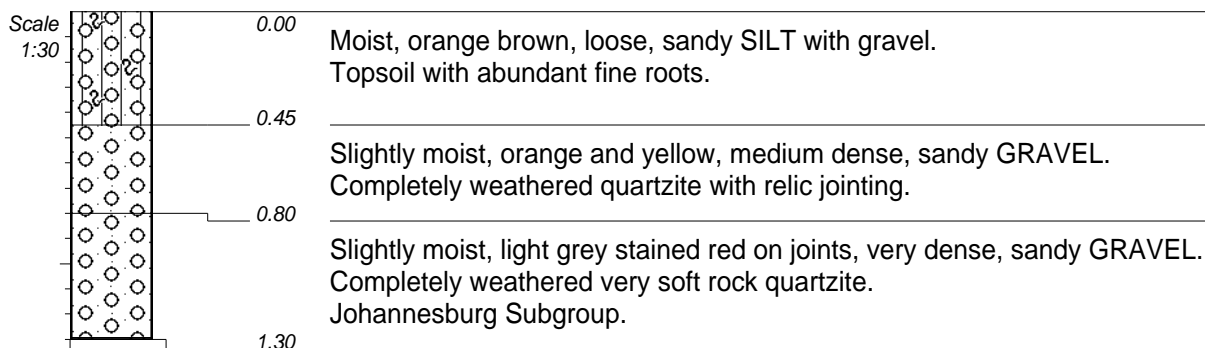 Scale
1:30
0.00
Moist, orange brown, loose, sandy SILT with gravel.
Topsoil with abundant fine roots.
0.45
Slightly moist, orange and yellow, medium dense, sandy GRAVEL.
Completely weathered quartzite with relic jointing.
0.80
Slightly moist, light grey stained red on joints, very dense, sandy GRAVEL.
Completely weathered very soft rock quartzite.
Johannesburg Subgroup.
1.30